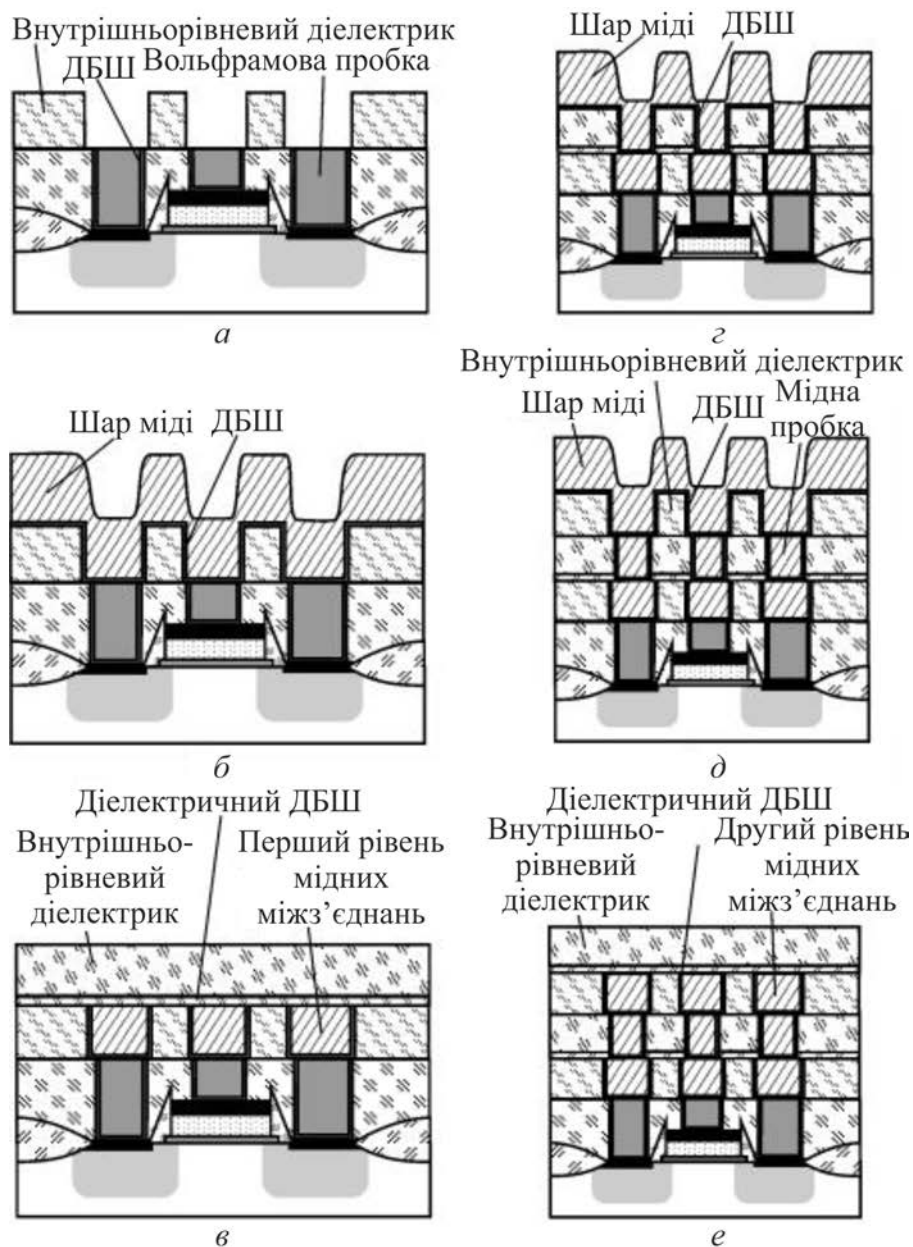 Внутрішньорівневий діелектрик
ДБШ
Вольфрамова пробка
а
Шар міді
ДБШ
б
Діелектричний ДБШ
Внутрішньо-
рівневий
діелектрик
Перший рівень
мідних
міжз’єднань
в
Шар міді
ДБШ
г
Внутрішньорівневий діелектрик
Шар міді
ДБШ
Мідна
пробка
д
Діелектричний ДБШ
Внутрішньо-
рівневий
діелектрик
Другий рівень
мідних
міжз’єднань
е